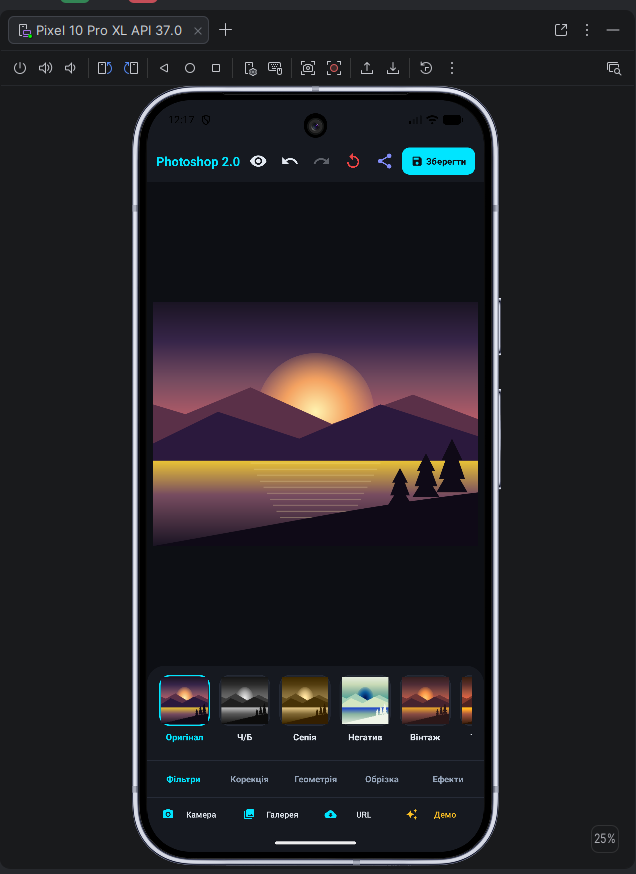 Pixel 10 Pro XL API 37.0
12:17
Photoshop 2.0
Зберегти
Оригінал Ч/Б Сепія Негатив Вінтаж
Фільтри Корекція Геометрія Обрізка Ефекти
Камера Галерея URL Демо
25%